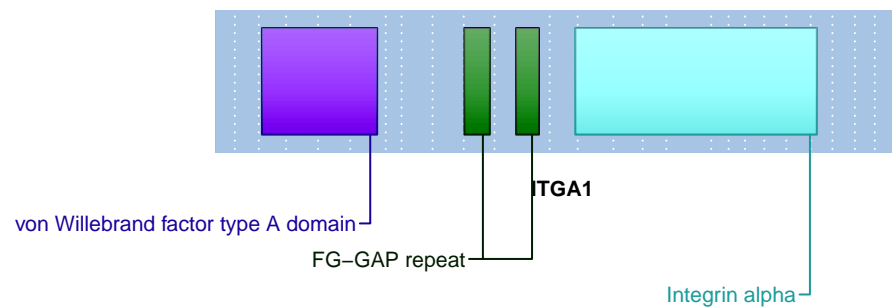 ITGA1
von Willebrand factor type A domain
FG−GAP repeat
Integrin alpha